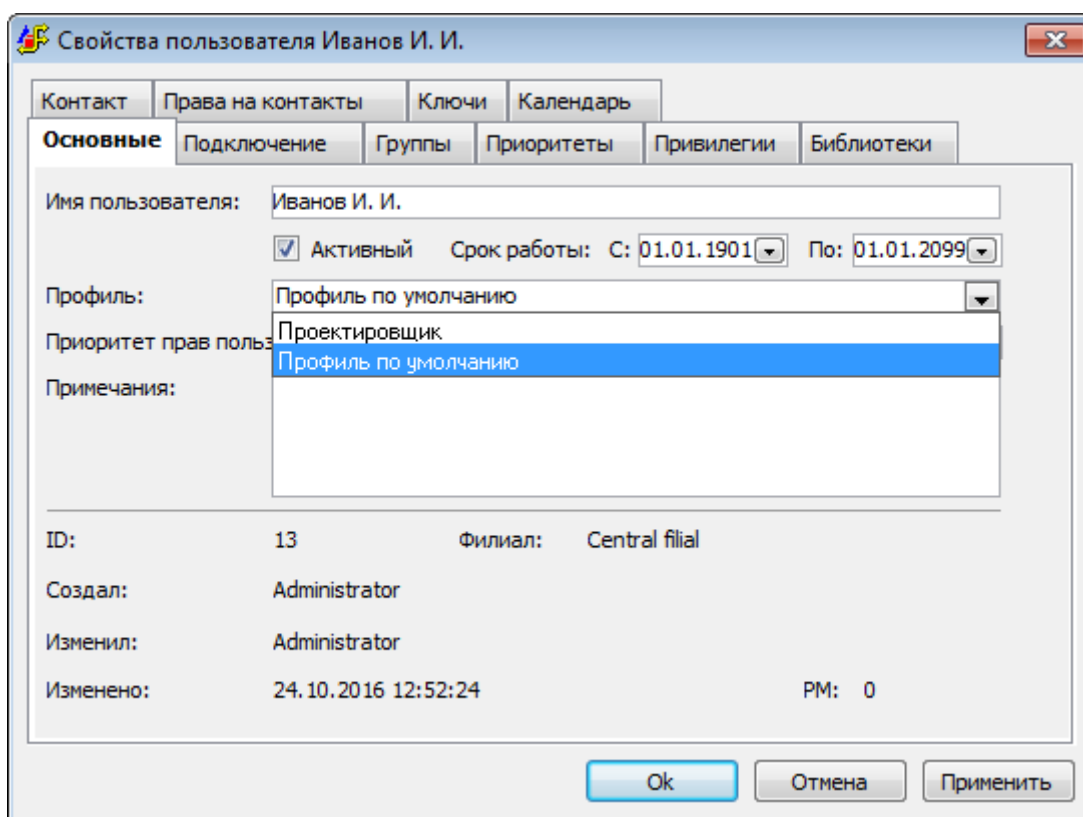 Свойства пользователя Иванов И. И.
Контакт Права на контакты Ключи Календарь
Основные Подключение Группы Приоритеты Привилегии Библиотеки
Имя пользователя: Иванов И. И.
Активный Срок работы: С: 01.01.1901 По: 01.01.2099
Профиль: Профиль по умолчанию
Проектировщик
Приоритет прав польз
Профиль по умолчанию
Примечания:
ID: 13 Филиал: Central filial
Создал: Administrator
Изменил: Administrator
Изменено: 24.10.2016 12:52:24 РМ: 0
Ok Отмена Применить